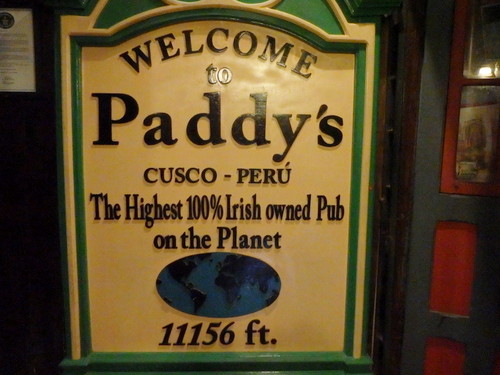 WELCOME
to
Paddy's
CUSCO - PERÚ
The Highest 100% Irish owned Pub
on the Planet
11156 ft.